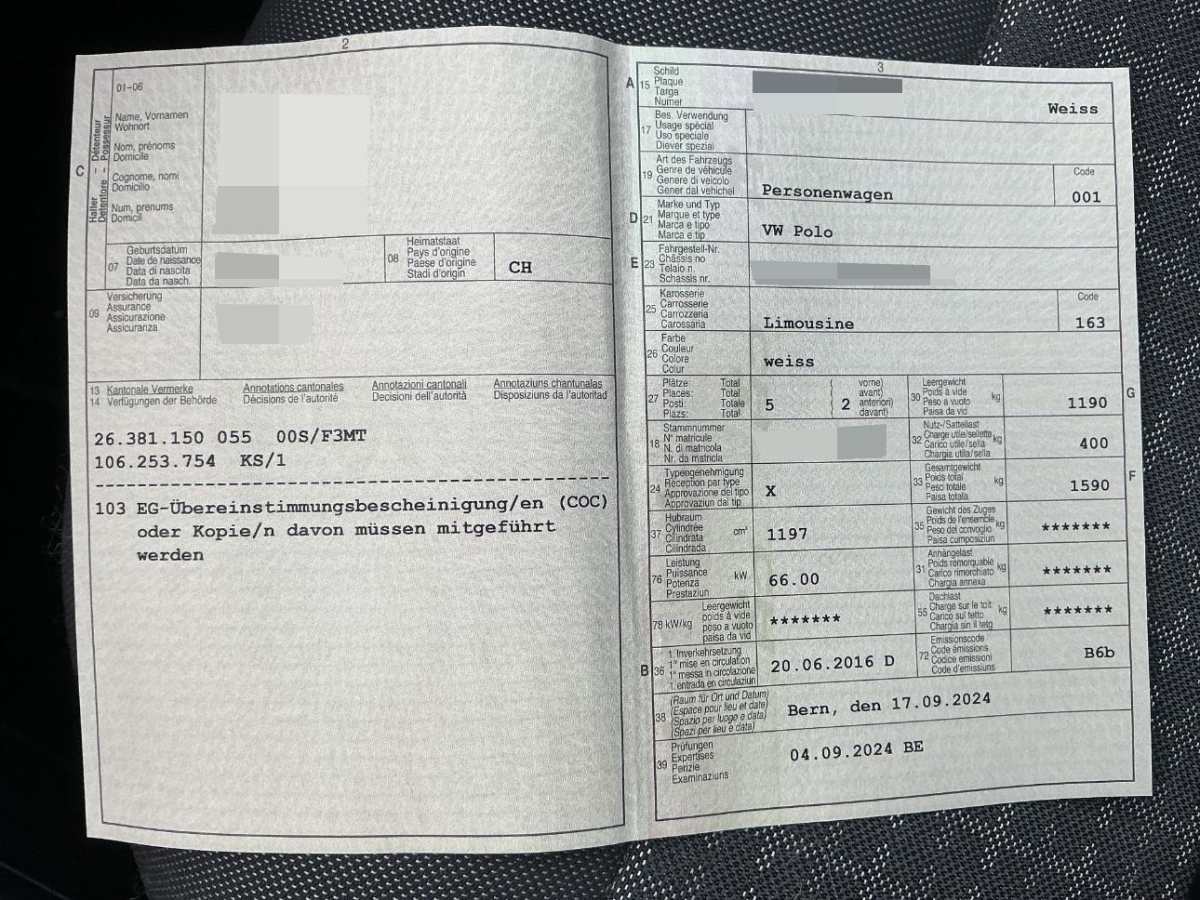 2
01-06
C
Halter – Détenteur
Detentore – Possessur
Name, Vornamen
Wohnort
Nom, prénoms
Domicile
Cognome, nomi
Domicilio
Num, prenums
Domicil
07
Geburtsdatum
Date de naissance
Data di nascita
Data da nasch.
08
Heimatstaat
Pays d'origine
Paese d'origine
Stadi d'origin
CH
09
Versicherung
Assurance
Assicurazione
Assicuranza
13 Kantonale Vermerke Annotations cantonales Annotazioni cantonali Annotaziuns chantunalas
14 Verfügungen der Behörde Décisions de l'autorité Decisioni dell'autorità Disposiziuns da l'autoritad
26.381.150 055 00S/F3MT
106.253.754 KS/1
103 EG-Übereinstimmungsbescheinigung/en (COC)
oder Kopie/n davon müssen mitgeführt
werden
3
A 15
Schild
Plaque
Targa
Numer
Weiss
17
Bes. Verwendung
Usage spécial
Uso speciale
Diever spezial
19
Art des Fahrzeugs
Genre de véhicule
Genere di veicolo
Gener dal vehichel
Personenwagen
Code
001
D 21
Marke und Typ
Marque et type
Marca e tipo
Marca e tip
VW Polo
E 23
Fahrgestell-Nr.
Châssis no
Telaio n.
Schassis nr.
25
Karosserie
Carrosserie
Carrozzeria
Carossaria
Limousine
Code
163
26
Farbe
Couleur
Colore
Colur
weiss
27
Plätze: Total
Places: Total
Posti: Totale
Plazs: Total
5
2
vorne)
avant)
anteriori)
davant)
30
Leergewicht
Poids à vide
Peso a vuoto
Paisa da vid
kg
1190
G
18
Stammnummer
N° matricule
N. di matricola
Nr. da matricla
32
Nutz-/Sattellast
Charge utile/sellette
Carico utile/sella
Chargia utila/sella
kg
400
24
Typengenehmigung
Réception par type
Approvazione del tipo
Approvaziun dal tip
X
33
Gesamtgewicht
Poids total
Peso totale
Paisa totala
kg
1590
F
37
Hubraum
Cylindrée
Cilindrata
Cilindrada
cm³
1197
35
Gewicht des Zuges
Poids de l'ensemble
Peso del convoglio
Paisa cumposiziun
kg
*******
76
Leistung
Puissance
Potenza
Prestaziun
kW
66.00
31
Anhängelast
Poids remorquable
Carico rimorchiato
Chargia annexa
kg
*******
78 kW/kg
Leergewicht
poids à vide
peso a vuoto
paisa da vid
*******
55
Dachlast
Charge sur le toit
Carico sul tetto
Chargia sin il tetg
kg
*******
B 36
1. Inverkehrsetzung
1re mise en circulation
1a messa in circolazione
1. entrada en circulaziun
20.06.2016 D
72
Emissionscode
Code émissions
Codice emissioni
Code d'emissiuns
B6b
38
(Raum für Ort und Datum)
(Espace pour lieu et date)
(Spazio per luogo e data)
(Spazi per lieu e data)
Bern, den 17.09.2024
39
Prüfungen
Expertises
Perizie
Examinaziuns
04.09.2024 BE